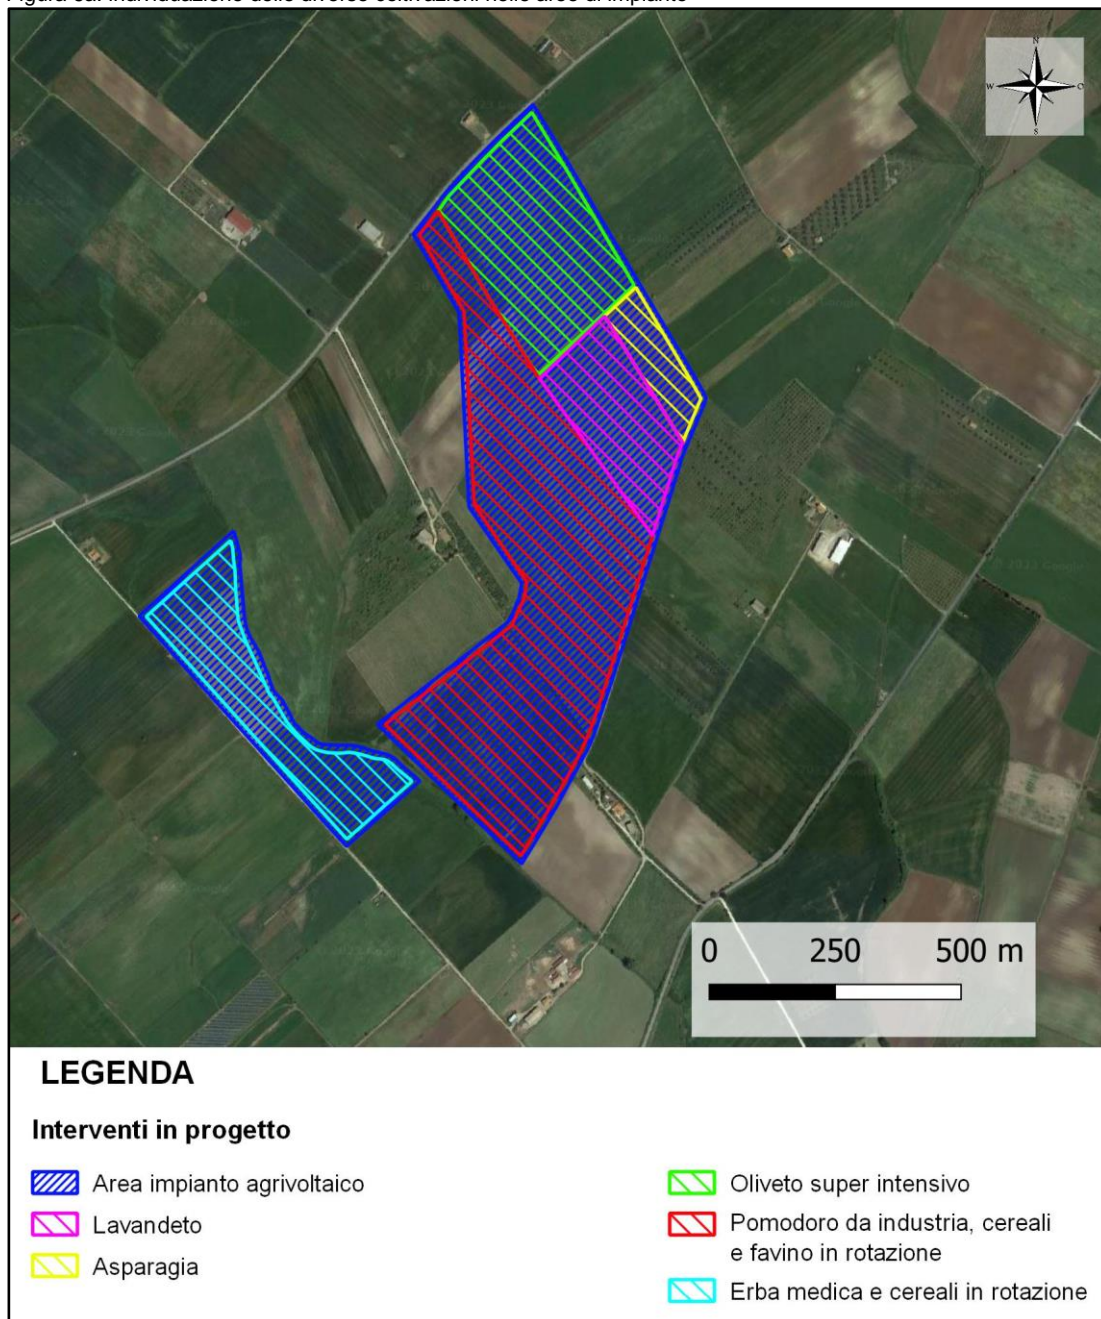 N
W
S
0 250 500 m
LEGENDA
Interventi in progetto
Area impianto agrivoltaico
Lavandeto
Asparagia
Oliveto super intensivo
Pomodoro da industria, cereali
e favino in rotazione
Erba medica e cereali in rotazione